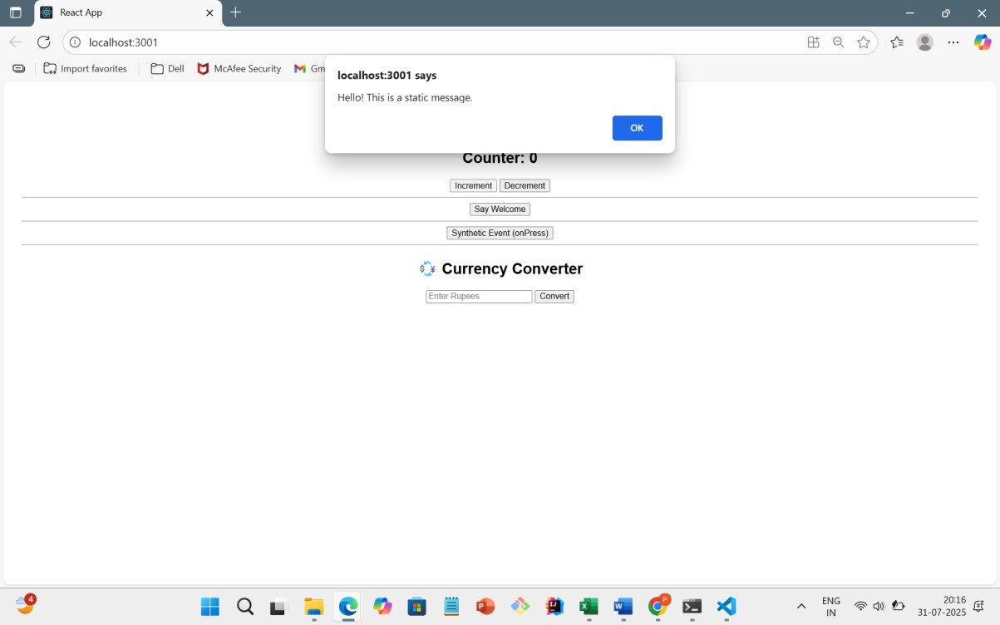 React App
localhost:3001
Import favorites
Dell
McAfee Security
Gm
localhost:3001 says
Hello! This is a static message.
OK
Counter: 0
Increment
Decrement
Say Welcome
Synthetic Event (onPress)
Currency Converter
Enter Rupees
Convert
4
ENG
IN
20:16
31-07-2025